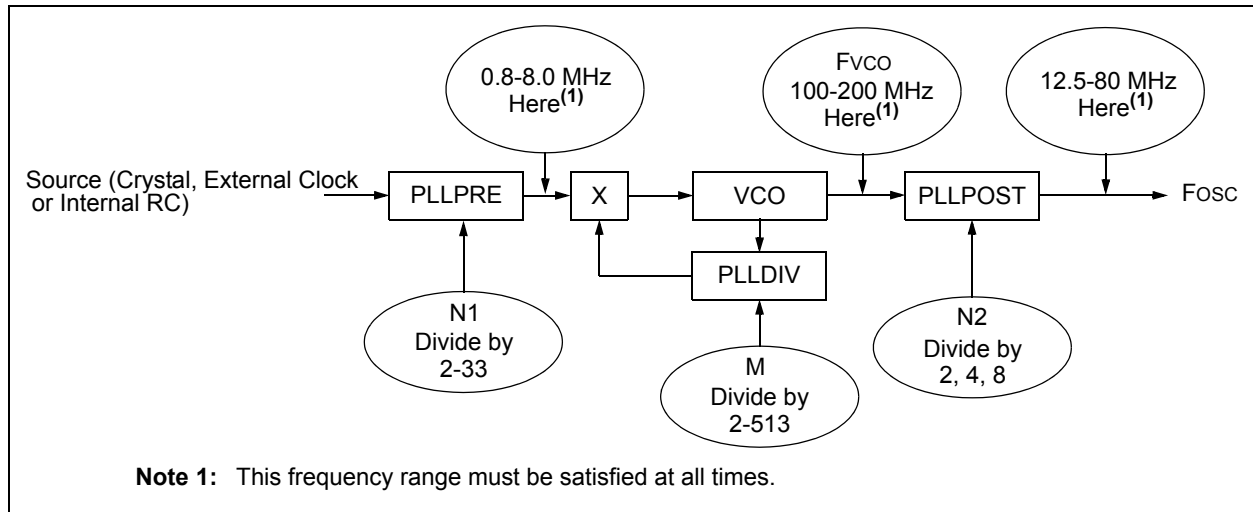 0.8-8.0 MHz
Here(1)
FVCO
100-200 MHz
Here(1)
12.5-80 MHz
Here(1)
Source (Crystal, External Clock
or Internal RC)
PLLPRE
X
VCO
PLLPOST
FOSC
PLLDIV
N1
Divide by
2-33
M
Divide by
2-513
N2
Divide by
2, 4, 8
Note 1: This frequency range must be satisfied at all times.